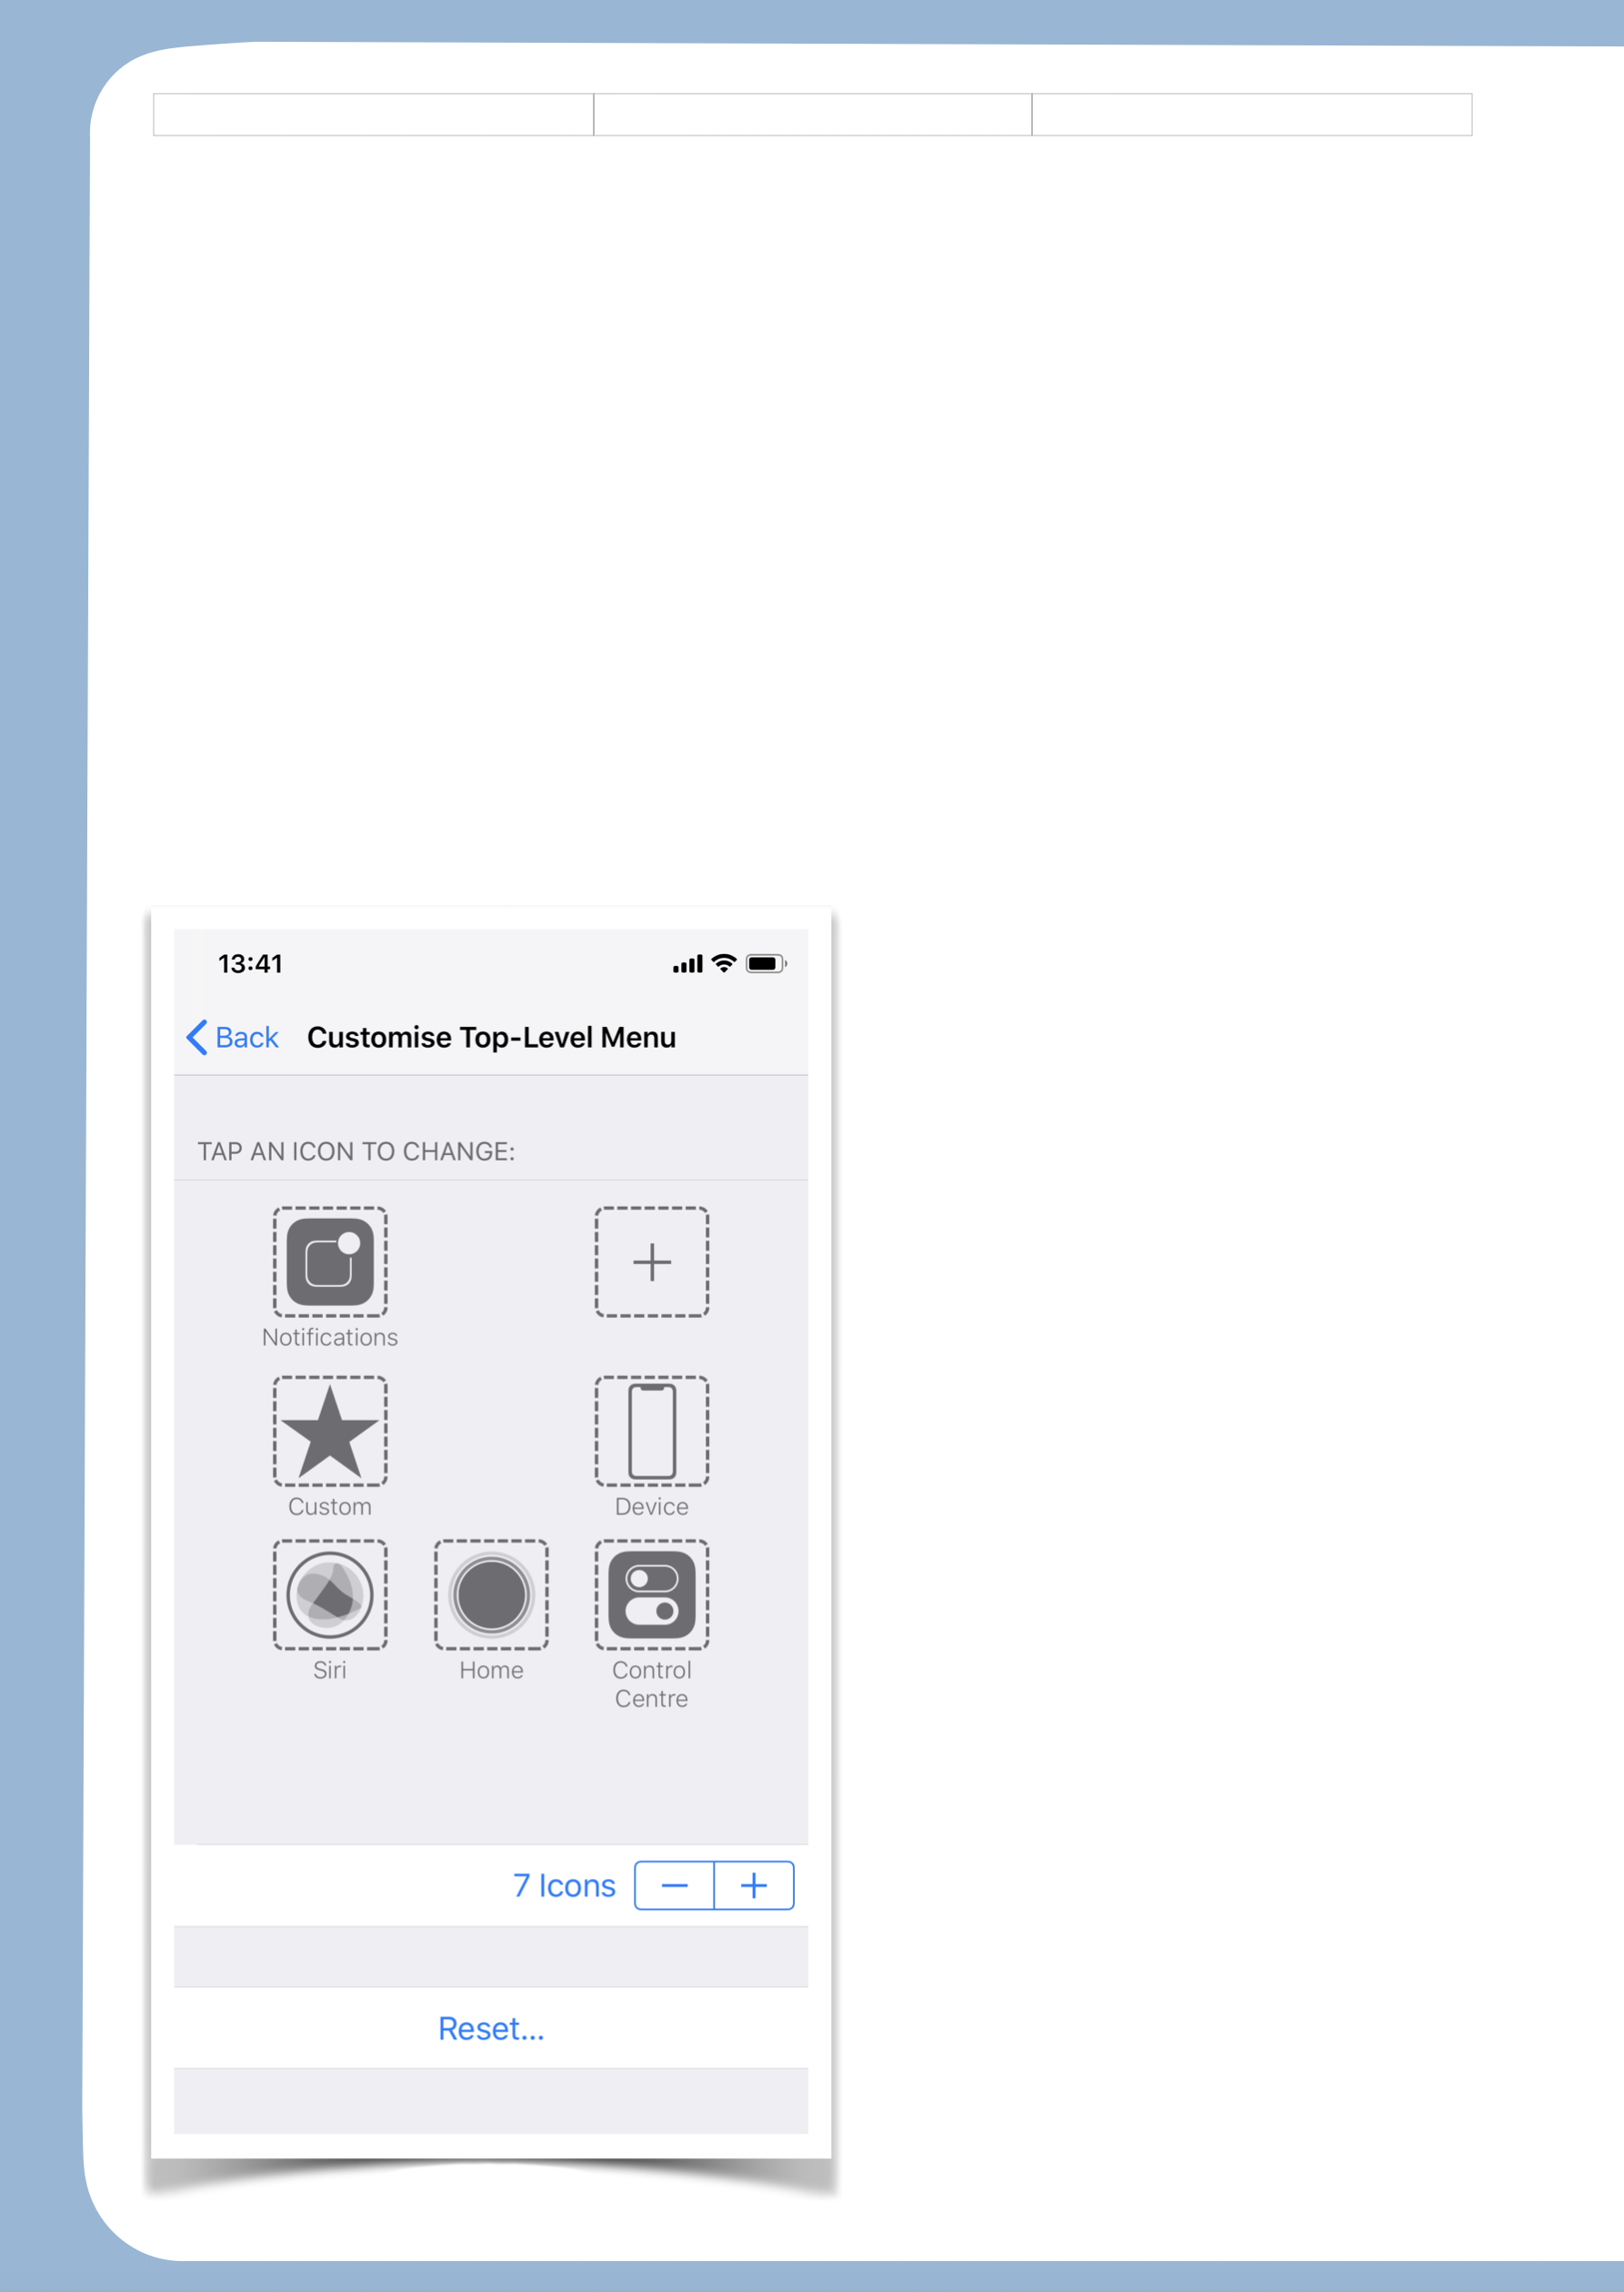 13:41
Back Customise Top-Level Menu
TAP AN ICON TO CHANGE:
Notifications
Custom Device
Siri Home Control
Centre
7 Icons
Reset...